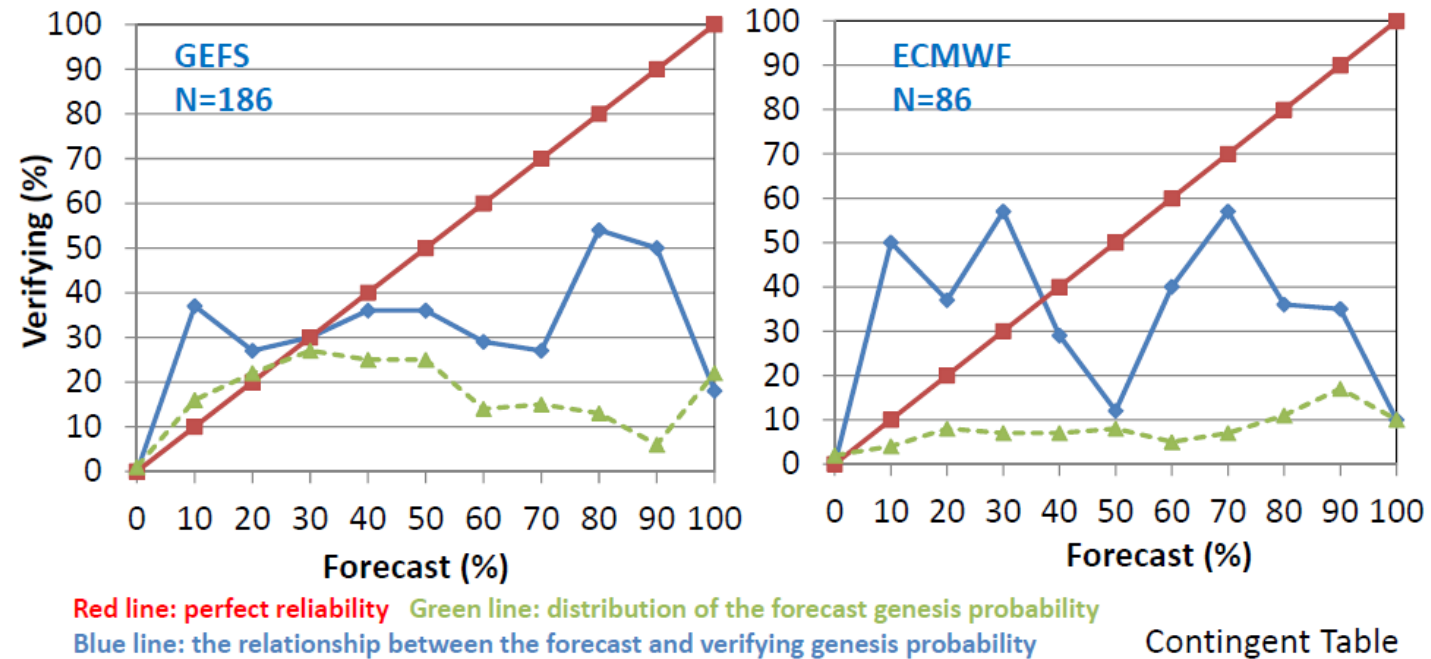 GEFS
N=186
Verifying (%)
100
90
80
70
60
50
40
30
20
10
0
0 10 20 30 40 50 60 70 80 90 100
Forecast (%)
ECMWF
N=86
100
90
80
70
60
50
40
30
20
10
0
0 10 20 30 40 50 60 70 80 90 100
Forecast (%)
Red line: perfect reliability Green line: distribution of the forecast genesis probability
Blue line: the relationship between the forecast and verifying genesis probability
Contingent Table